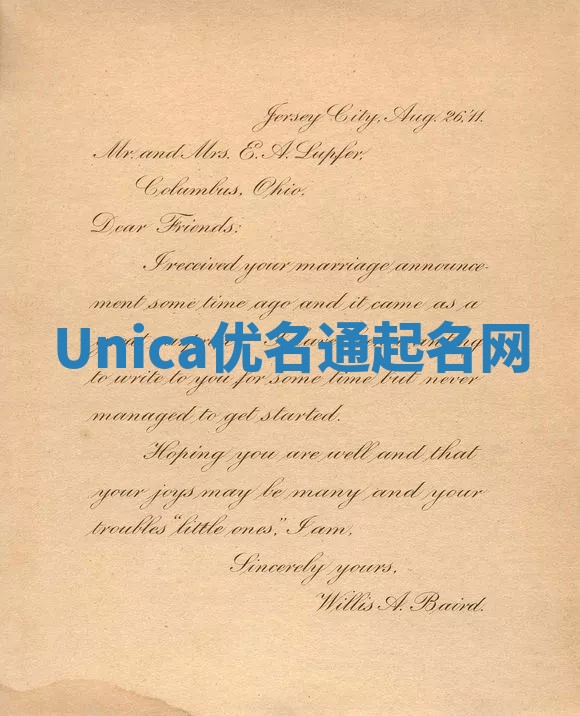 Jersey City, Aug. 26,'11.
Mr. and Mrs. E. A. Lupfer,
Columbus, Ohio.
Dear Friends:
I received your marriage announce-
ment some time ago and it came as a
Unica优名通起名网
to write to you for some time but never
managed to get started.
Hoping you are well and that
your joys may be many and your
troubles "little ones," I am,
Sincerely yours,
Willis A. Baird.